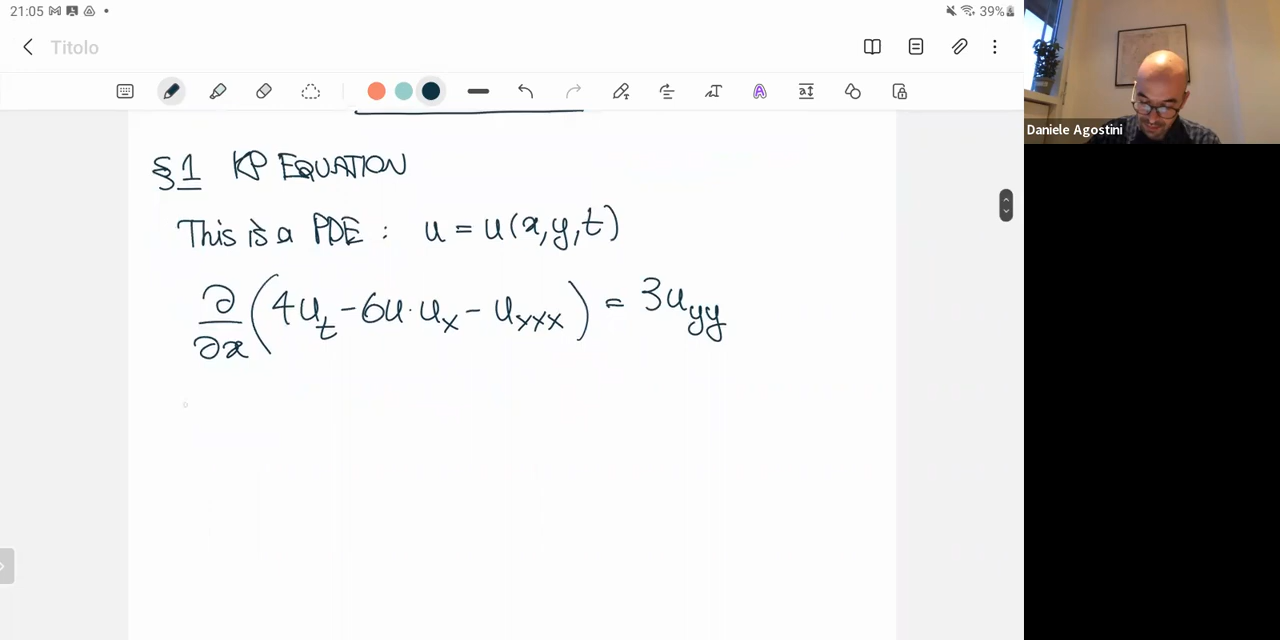 21:05
39%
Titolo
Daniele Agostini
§1 KP EQUATION
This is a PDE : u = u(x,y,t)
∂/∂x (4u_t - 6u·u_x - u_xxx) = 3u_yy